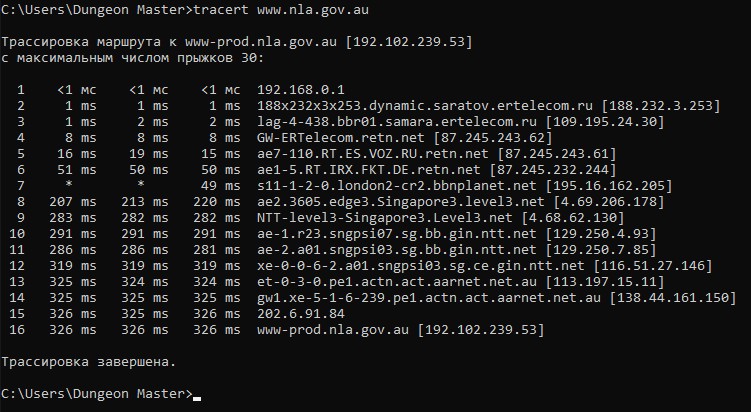 C:\Users\Dungeon Master>tracert www.nla.gov.au
Трассировка маршрута к www-prod.nla.gov.au [192.102.239.53]
с максимальным числом прыжков 30:
1 <1 мс <1 мс <1 мс 192.168.0.1
2 1 ms 1 ms 1 ms 188x232x3x253.dynamic.saratov.ertelecom.ru [188.232.3.253]
3 1 ms 2 ms 2 ms lag-4-438.bbr01.samara.ertelecom.ru [109.195.24.30]
4 8 ms 8 ms 8 ms GW-ERTelecom.retn.net [87.245.243.62]
5 16 ms 19 ms 15 ms ae7-110.RT.ES.VOZ.RU.retn.net [87.245.243.61]
6 51 ms 50 ms 50 ms ae1-5.RT.IRX.FKT.DE.retn.net [87.245.232.244]
7 * * 49 ms s11-1-2-0.london2-cr2.bbnplanet.net [195.16.162.205]
8 207 ms 213 ms 220 ms ae2.3605.edge3.Singapore3.level3.net [4.69.206.178]
9 283 ms 282 ms 282 ms NTT-level3-Singapore3.Level3.net [4.68.62.130]
10 291 ms 291 ms 291 ms ae-1.r23.sngpsi07.sg.bb.gin.ntt.net [129.250.4.93]
11 286 ms 286 ms 281 ms ae-2.a01.sngpsi03.sg.bb.gin.ntt.net [129.250.7.85]
12 319 ms 319 ms 319 ms xe-0-0-6-2.a01.sngpsi03.sg.ce.gin.ntt.net [116.51.27.146]
13 325 ms 324 ms 324 ms et-0-3-0.pe1.actn.act.aarnet.net.au [113.197.15.11]
14 325 ms 325 ms 325 ms gw1.xe-5-1-6-239.pe1.actn.act.aarnet.net.au [138.44.161.150]
15 326 ms 325 ms 326 ms 202.6.91.84
16 326 ms 326 ms 326 ms www-prod.nla.gov.au [192.102.239.53]
Трассировка завершена.
C:\Users\Dungeon Master>